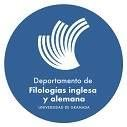 Departamento de
Filologías inglesa
y alemana
UNIVERSIDAD DE GRANADA